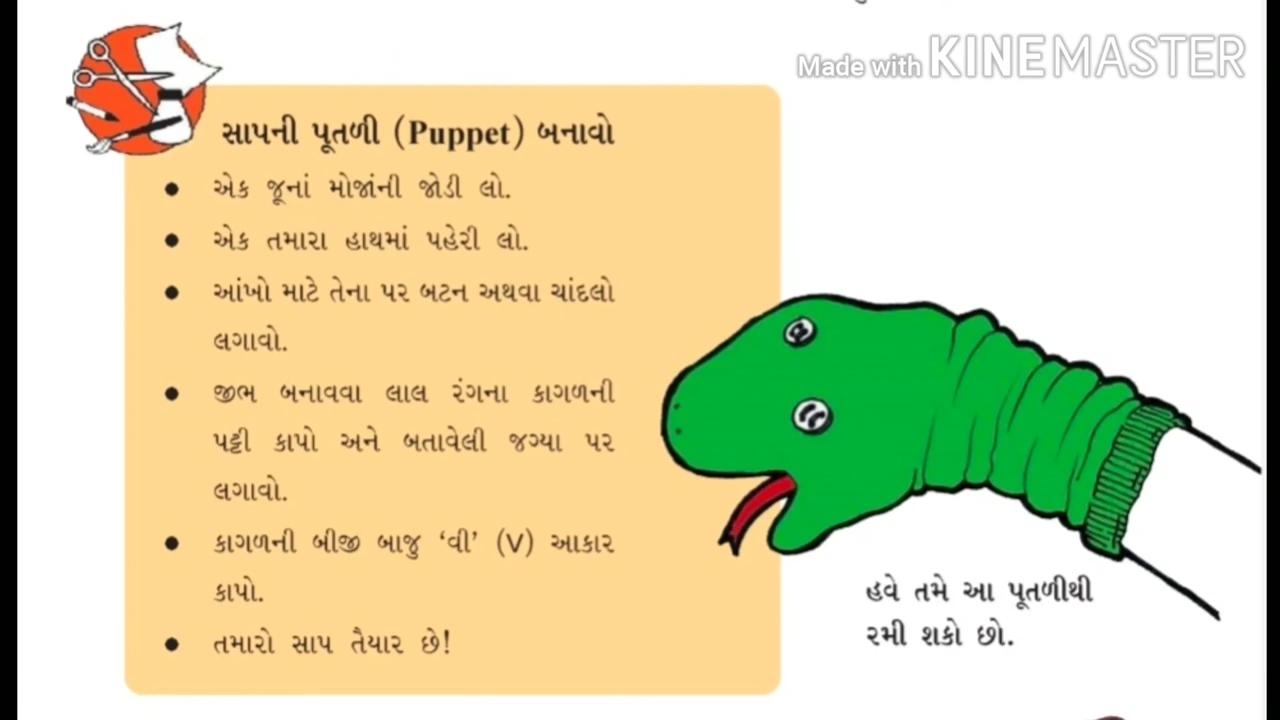 Made with KINEMASTER
સાપની પૂતળી (Puppet) બનાવો
• એક જૂનાં મોજાંની જોડી લો.
• એક તમારા હાથમાં પહેરી લો.
• આંખો માટે તેના પર બટન અથવા ચાંદલો
લગાવો.
• જીભ બનાવવા લાલ રંગના કાગળની
પટ્ટી કાપો અને બતાવેલી જગ્યા પર
લગાવો.
• કાગળની બીજી બાજુ ‘વી’ (V) આકાર
કાપો.
• તમારો સાપ તૈયાર છે!
હવે તમે આ પૂતળીથી
રમી શકો છો.